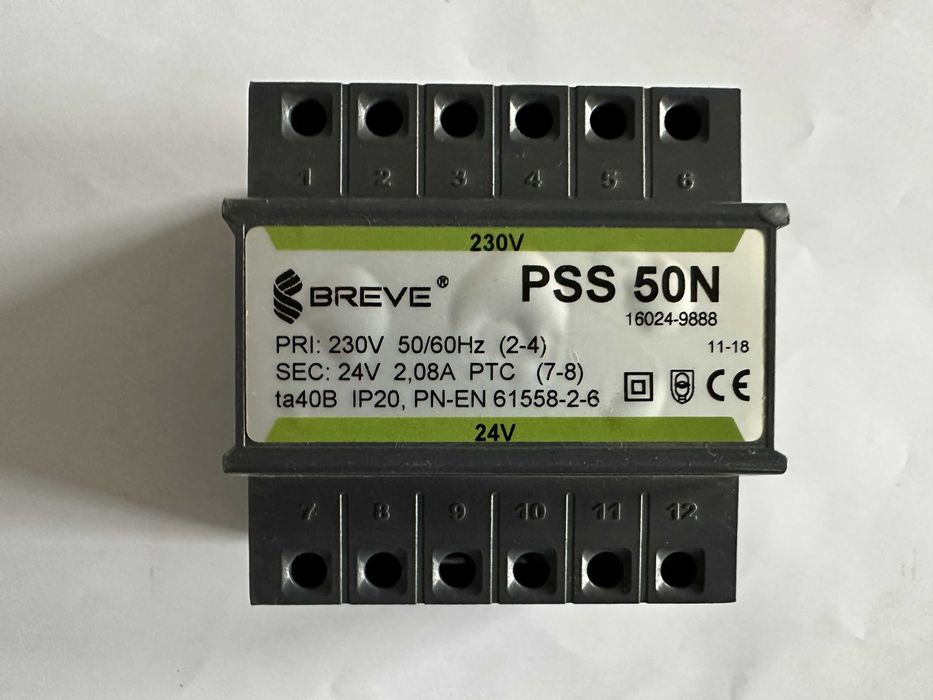 1 2 3 4 5 6
230V
BREVE®
PSS 50N
16024-9888
PRI: 230V 50/60Hz (2-4)
11-18
SEC: 24V 2,08A PTC (7-8)
ta40B IP20, PN-EN 61558-2-6
CE
24V
7 8 9 10 11 12